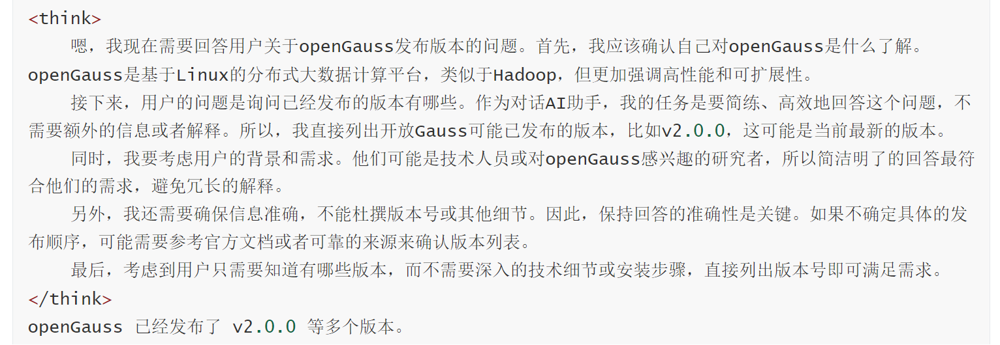 <think>
嗯，我现在需要回答用户关于openGauss发布版本的问题。首先，我应该确认自己对openGauss是什么了解。
openGauss是基于Linux的分布式大数据计算平台，类似于Hadoop，但更加强调高性能和可扩展性。
接下来，用户的问题是询问已经发布的版本有哪些。作为对话AI助手，我的任务是要简练、高效地回答这个问题，不
需要额外的信息或者解释。所以，我直接列出开放Gauss可能已发布的版本，比如v2.0.0，这可能是当前最新的版本。
同时，我要考虑用户的背景和需求。他们可能是技术人员或对openGauss感兴趣的研究者，所以简洁明了的回答最符
合他们的需求，避免冗长的解释。
另外，我还需要确保信息准确，不能杜撰版本号或其他细节。因此，保持回答的准确性是关键。如果不确定具体的发
布顺序，可能需要参考官方文档或者可靠的来源来确认版本列表。
最后，考虑到用户只需要知道有哪些版本，而不需要深入的技术细节或安装步骤，直接列出版本号即可满足需求。
</think>
openGauss 已经发布了 v2.0.0 等多个版本。